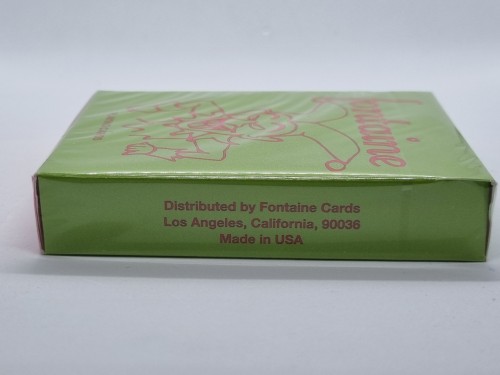 fontaine
Distributed by Fontaine Cards
Los Angeles, California, 90036
Made in USA